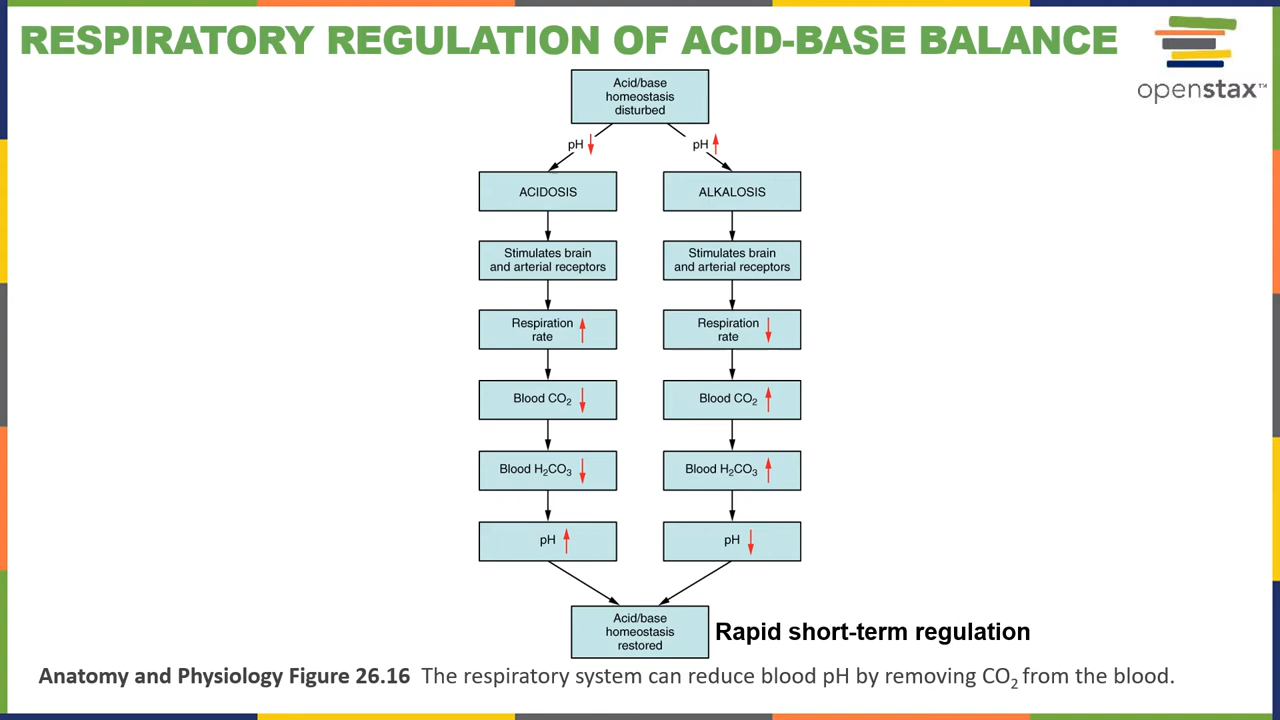 RESPIRATORY REGULATION OF ACID-BASE BALANCE
openstax™
Acid/base
homeostasis
disturbed
pH
pH
ACIDOSIS
ALKALOSIS
Stimulates brain
and arterial receptors
Stimulates brain
and arterial receptors
Respiration
rate
Respiration
rate
Blood CO₂
Blood CO₂
Blood H₂CO₃
Blood H₂CO₃
pH
pH
Acid/base
homeostasis
restored
Rapid short-term regulation
Anatomy and Physiology Figure 26.16 The respiratory system can reduce blood pH by removing CO₂ from the blood.